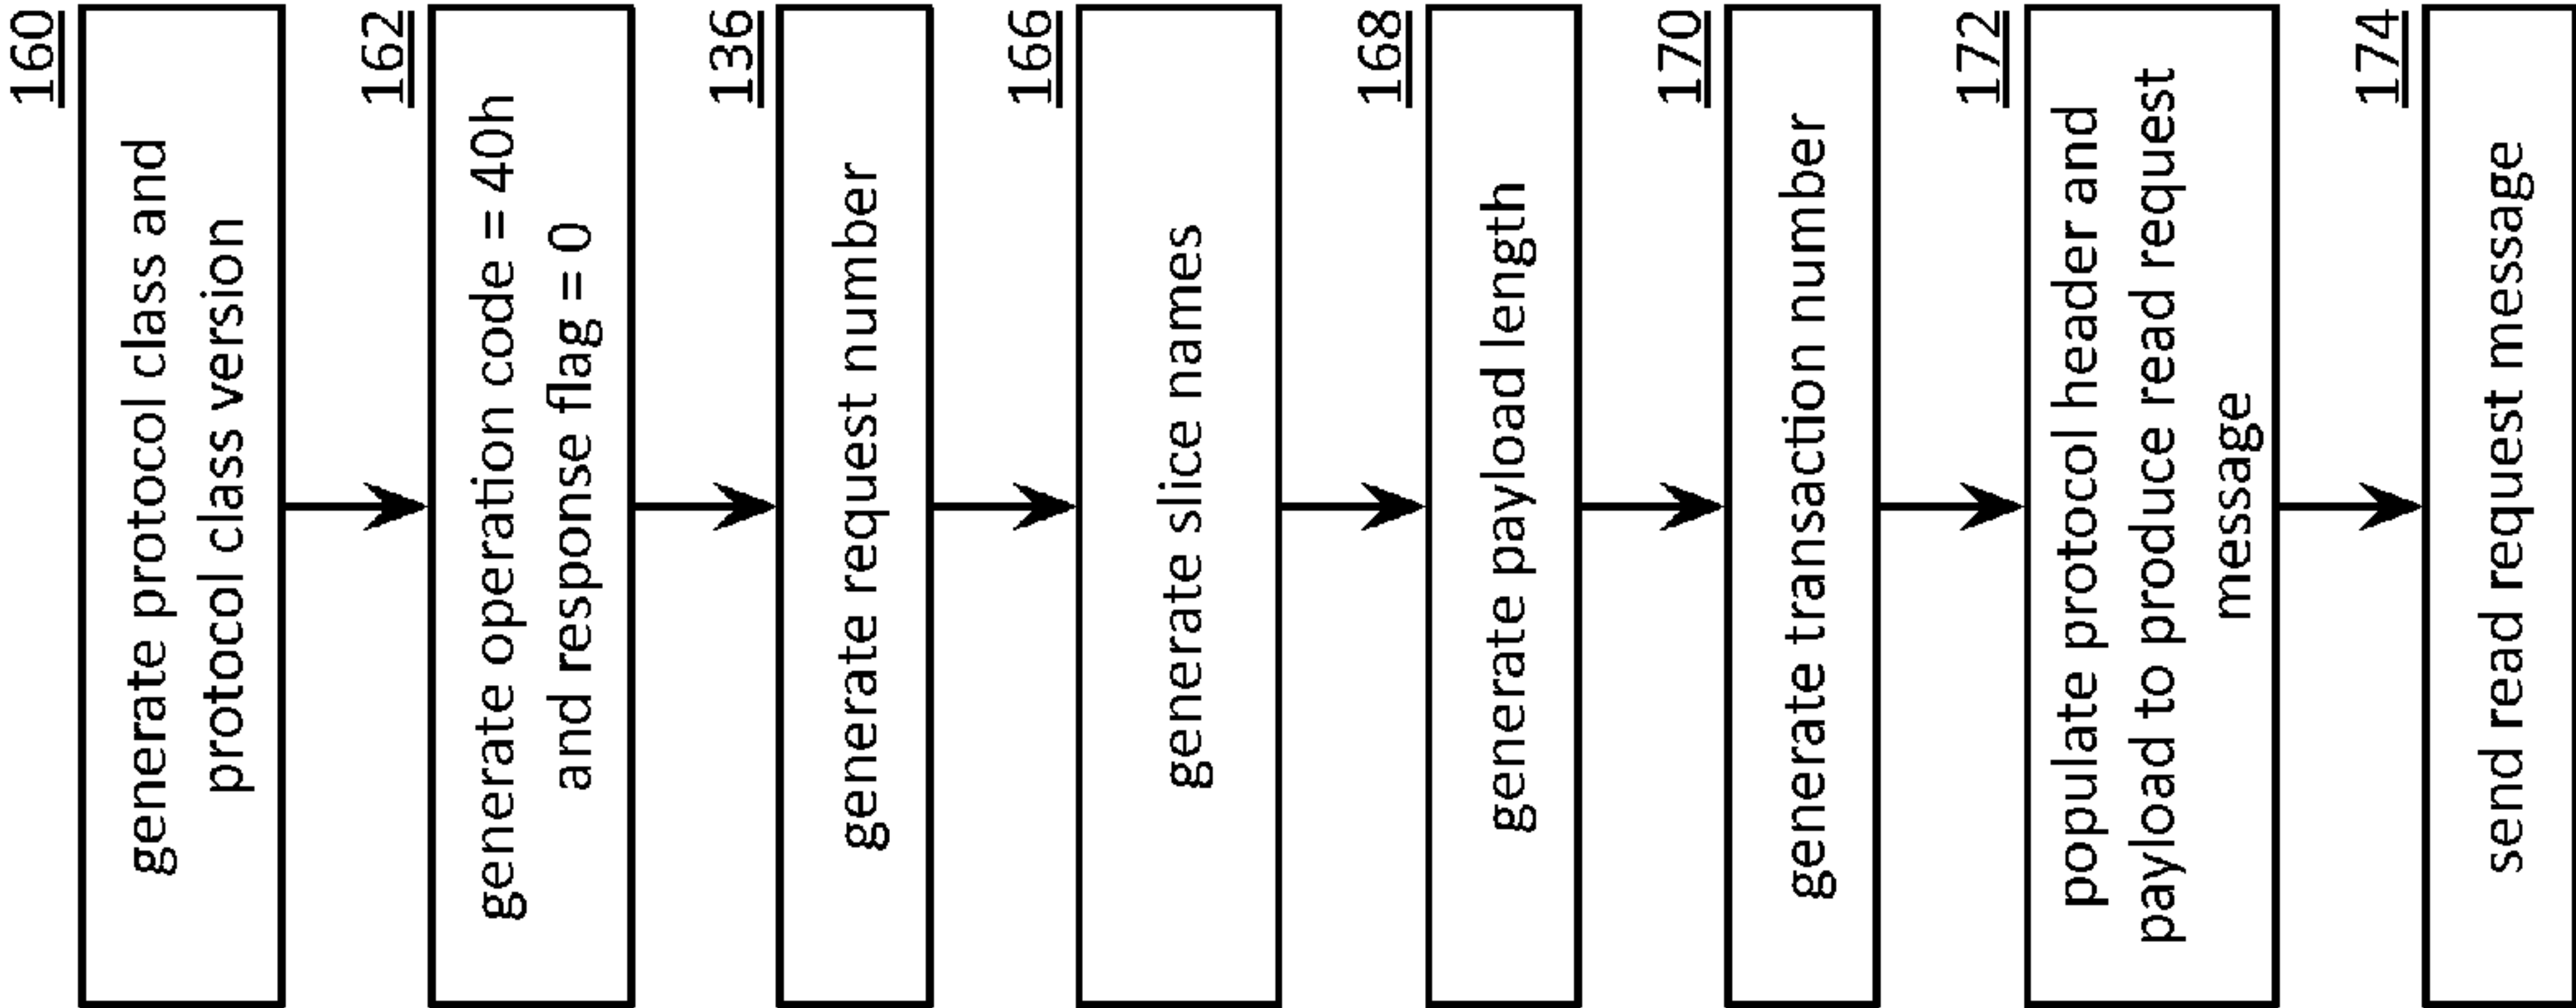 160
generate protocol class and
protocol class version
162
generate operation code = 40h
and response flag = 0
136
generate request number
166
generate slice names
168
generate payload length
170
generate transaction number
172
populate protocol header and
payload to produce read request
message
174
send read request message